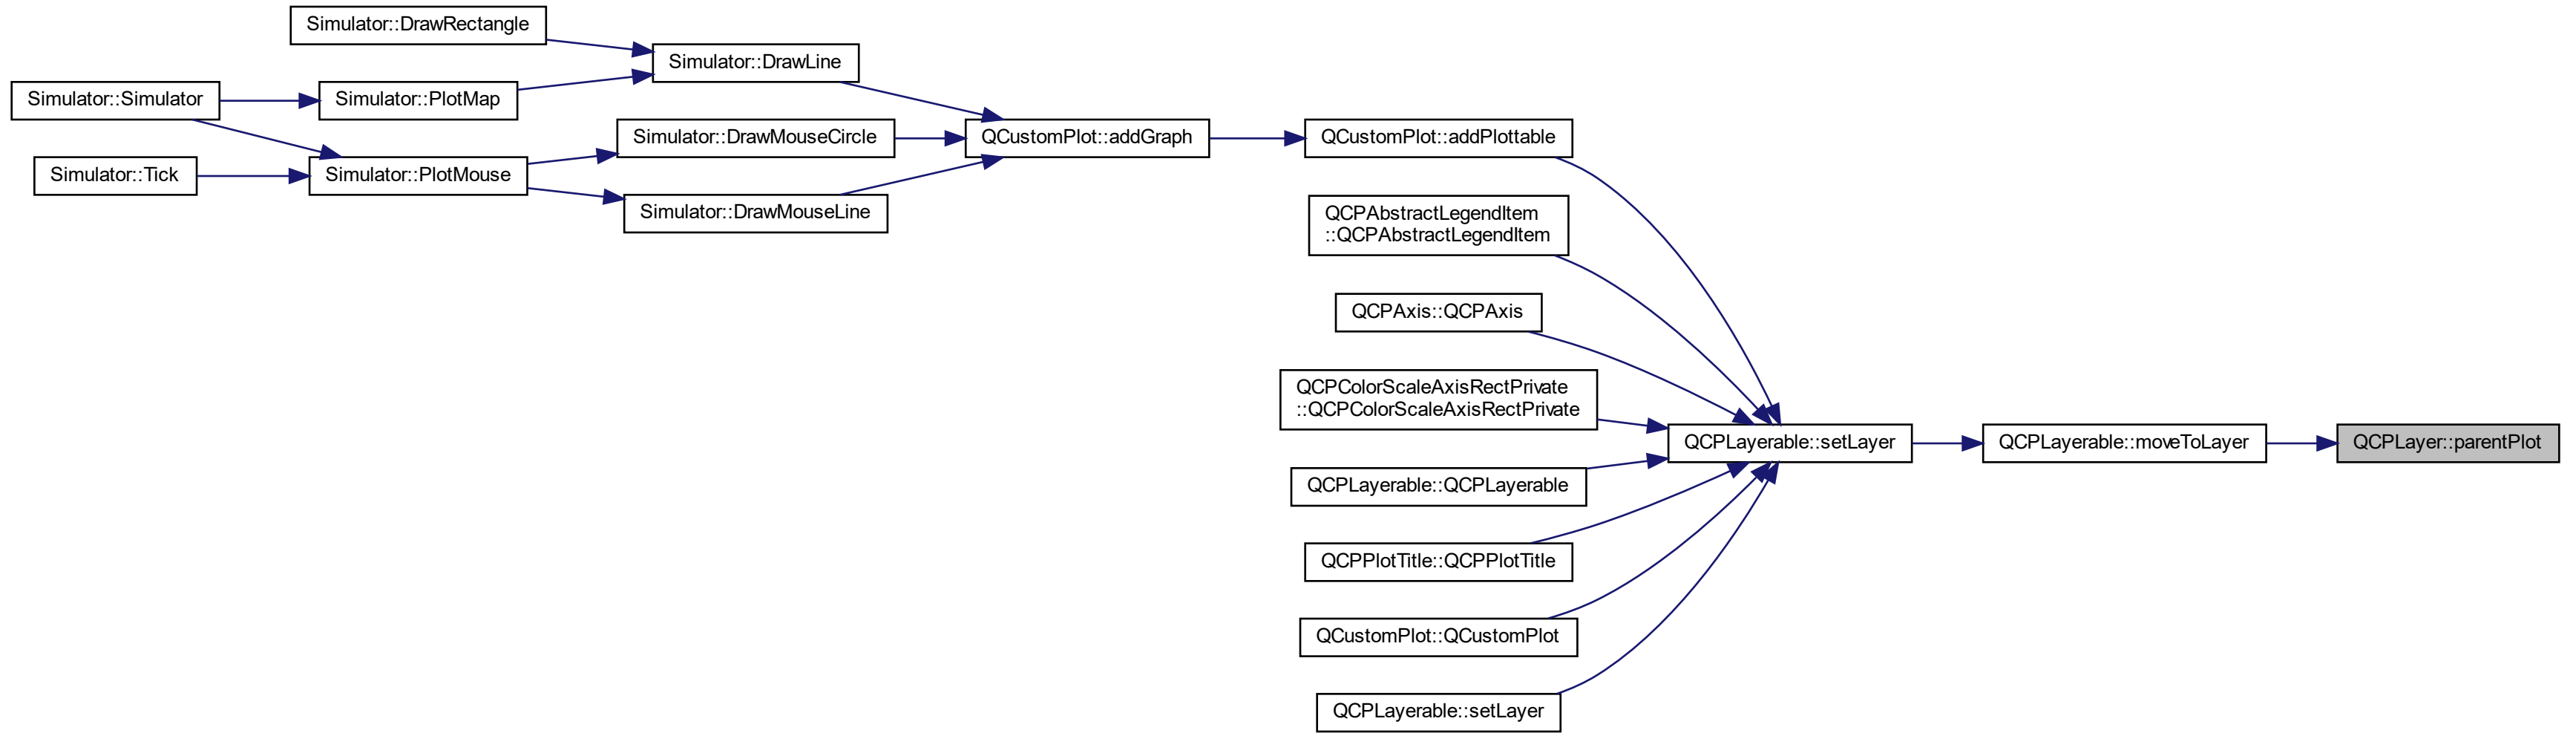 Simulator::DrawRectangle
Simulator::DrawLine
Simulator::Simulator
Simulator::PlotMap
Simulator::DrawMouseCircle
QCustomPlot::addGraph
QCustomPlot::addPlottable
Simulator::Tick
Simulator::PlotMouse
Simulator::DrawMouseLine
QCPAbstractLegendItem
::QCPAbstractLegendItem
QCPAxis::QCPAxis
QCPColorScaleAxisRectPrivate
::QCPColorScaleAxisRectPrivate
QCPLayerable::setLayer
QCPLayerable::moveToLayer
QCPLayer::parentPlot
QCPLayerable::QCPLayerable
QCPPlotTitle::QCPPlotTitle
QCustomPlot::QCustomPlot
QCPLayerable::setLayer